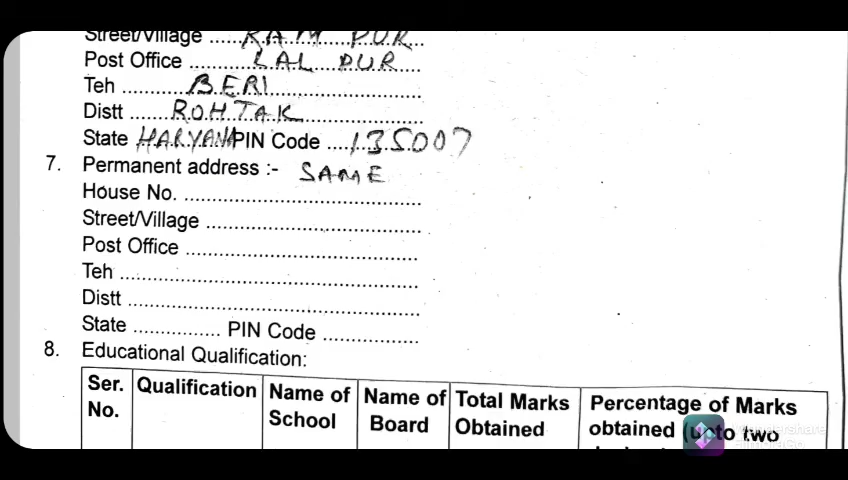 Street/Village ......RAM PUR...
Post Office .........LAL PUR....
Teh ............BERI.........................
Distt .......ROHTAK....................
State HARYANA PIN Code ....135007
7. Permanent address :- SAME
House No. .............................................
Street/Village .........................................
Post Office ............................................
Teh .......................................................
Distt .....................................................
State ................ PIN Code ..................
8. Educational Qualification:
Ser. No. Qualification Name of School Name of Board Total Marks Obtained Percentage of Marks obtained (upto two
Wondershare
Filmora